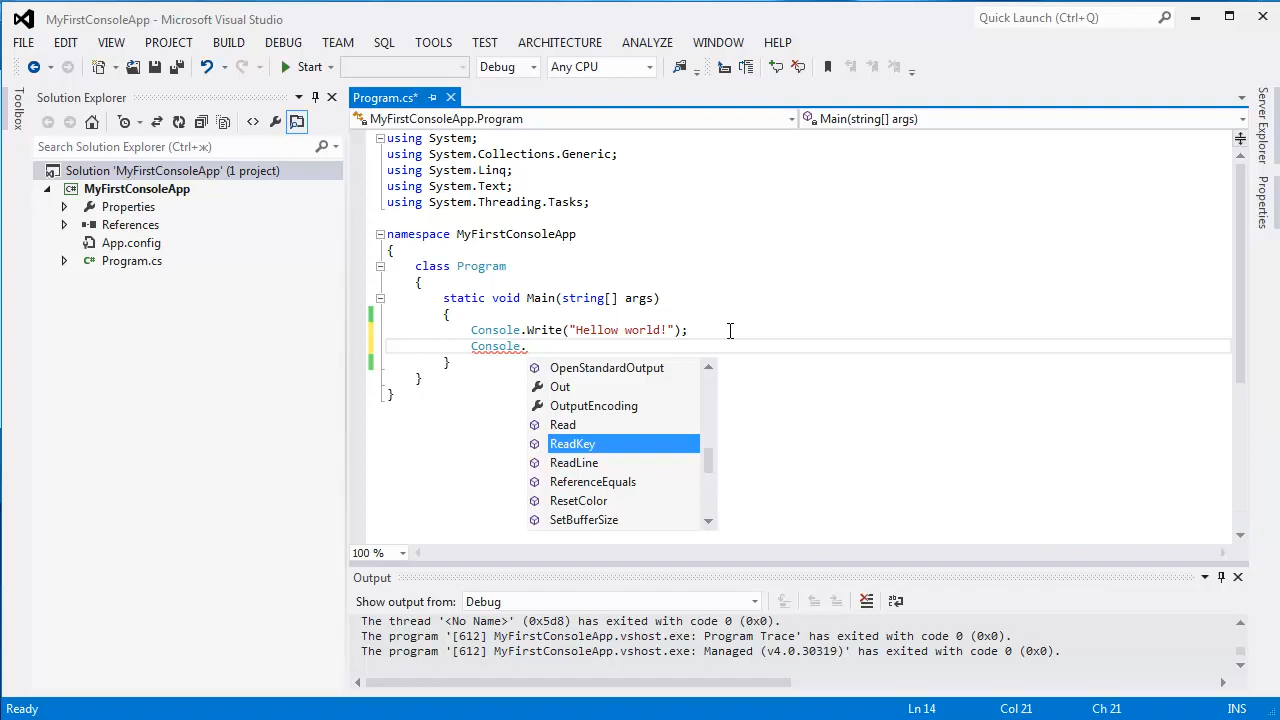 MyFirstConsoleApp - Microsoft Visual Studio
Quick Launch (Ctrl+Q)
FILE EDIT VIEW PROJECT BUILD DEBUG TEAM SQL TOOLS TEST ARCHITECTURE ANALYZE WINDOW HELP
Start Debug Any CPU
Toolbox
Solution Explorer
Search Solution Explorer (Ctrl+ж)
Solution 'MyFirstConsoleApp' (1 project)
MyFirstConsoleApp
Properties
References
App.config
Program.cs
Program.cs*
MyFirstConsoleApp.Program Main(string[] args)
using System;
using System.Collections.Generic;
using System.Linq;
using System.Text;
using System.Threading.Tasks;
namespace MyFirstConsoleApp
{
class Program
{
static void Main(string[] args)
{
Console.Write("Hellow world!");
Console.
}
}
}
OpenStandardOutput
Out
OutputEncoding
Read
ReadKey
ReadLine
ReferenceEquals
ResetColor
SetBufferSize
100 %
Server Explorer
Properties
Output
Show output from: Debug
The thread '<No Name>' (0x5d8) has exited with code 0 (0x0).
The program '[612] MyFirstConsoleApp.vshost.exe: Program Trace' has exited with code 0 (0x0).
The program '[612] MyFirstConsoleApp.vshost.exe: Managed (v4.0.30319)' has exited with code 0 (0x0).
Ready Ln 14 Col 21 Ch 21 INS